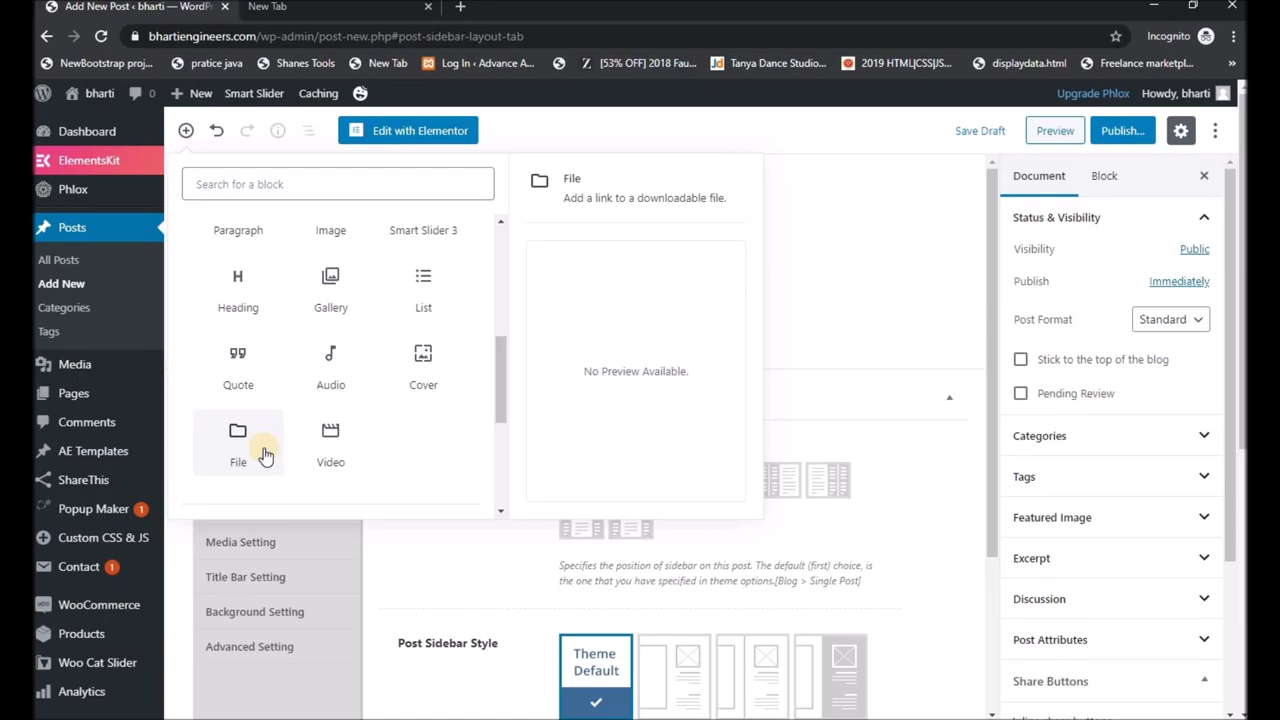 Add New Post ‹ bharti — WordPr
New Tab
bhartiengineers.com/wp-admin/post-new.php#post-sidebar-layout-tab
Incognito
NewBootstrap proj...
pratice java
Shanes Tools
New Tab
Log In ‹ Advance A...
[53% OFF] 2018 Fau...
Tanya Dance Studio...
2019 HTML|CSS|JS...
displaydata.html
Freelance marketpl...
bharti
0
New
Smart Slider
Caching
Upgrade Phlox
Howdy, bharti
Dashboard
ElementsKit
Phlox
Posts
All Posts
Add New
Categories
Tags
Media
Pages
Comments
AE Templates
ShareThis
Popup Maker 1
Custom CSS & JS
Contact 1
WooCommerce
Products
Woo Cat Slider
Analytics
Edit with Elementor
Save Draft
Preview
Publish...
Search for a block
Paragraph
Image
Smart Slider 3
H
Heading
Gallery
List
Quote
Audio
Cover
File
Video
File
Add a link to a downloadable file.
No Preview Available.
Media Setting
Title Bar Setting
Background Setting
Advanced Setting
Specifies the position of sidebar on this post. The default (first) choice, is
the one that you have specified in theme options.[Blog > Single Post]
Post Sidebar Style
Theme
Default
Document
Block
Status & Visibility
Visibility
Public
Publish
Immediately
Post Format
Standard
Stick to the top of the blog
Pending Review
Categories
Tags
Featured Image
Excerpt
Discussion
Post Attributes
Share Buttons